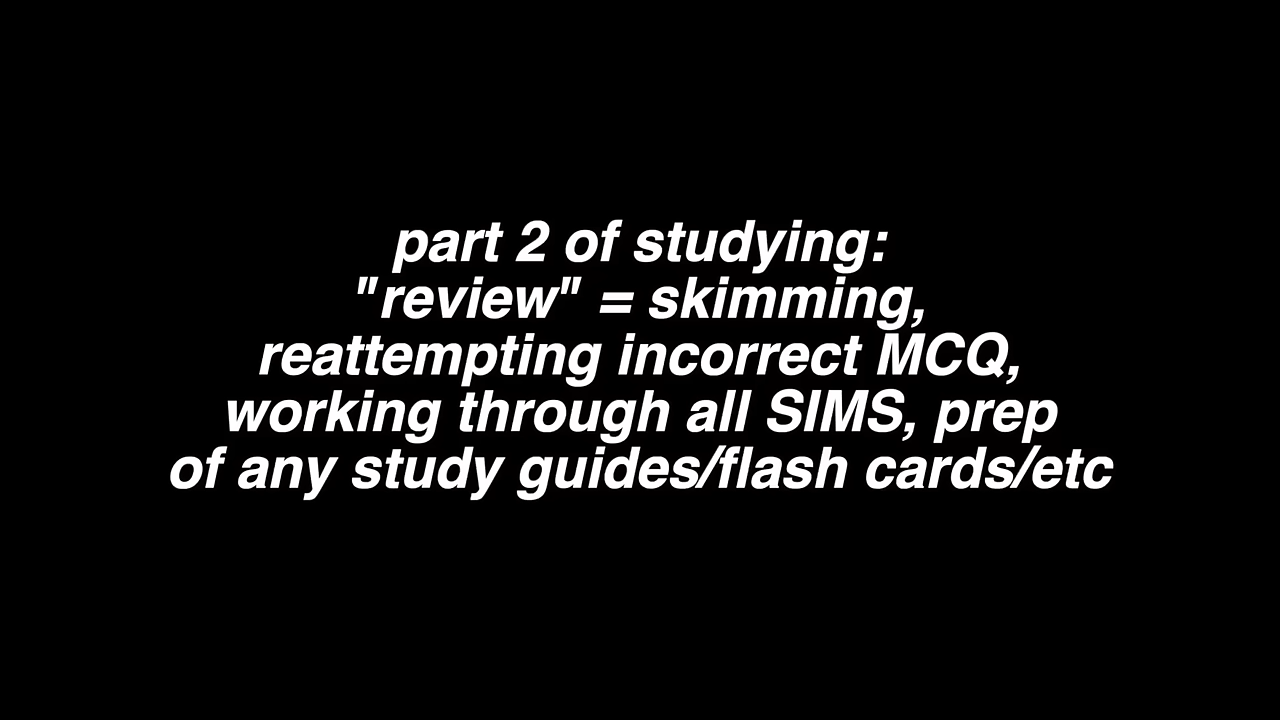 part 2 of studying:
"review" = skimming,
reattempting incorrect MCQ,
working through all SIMS, prep
of any study guides/flash cards/etc